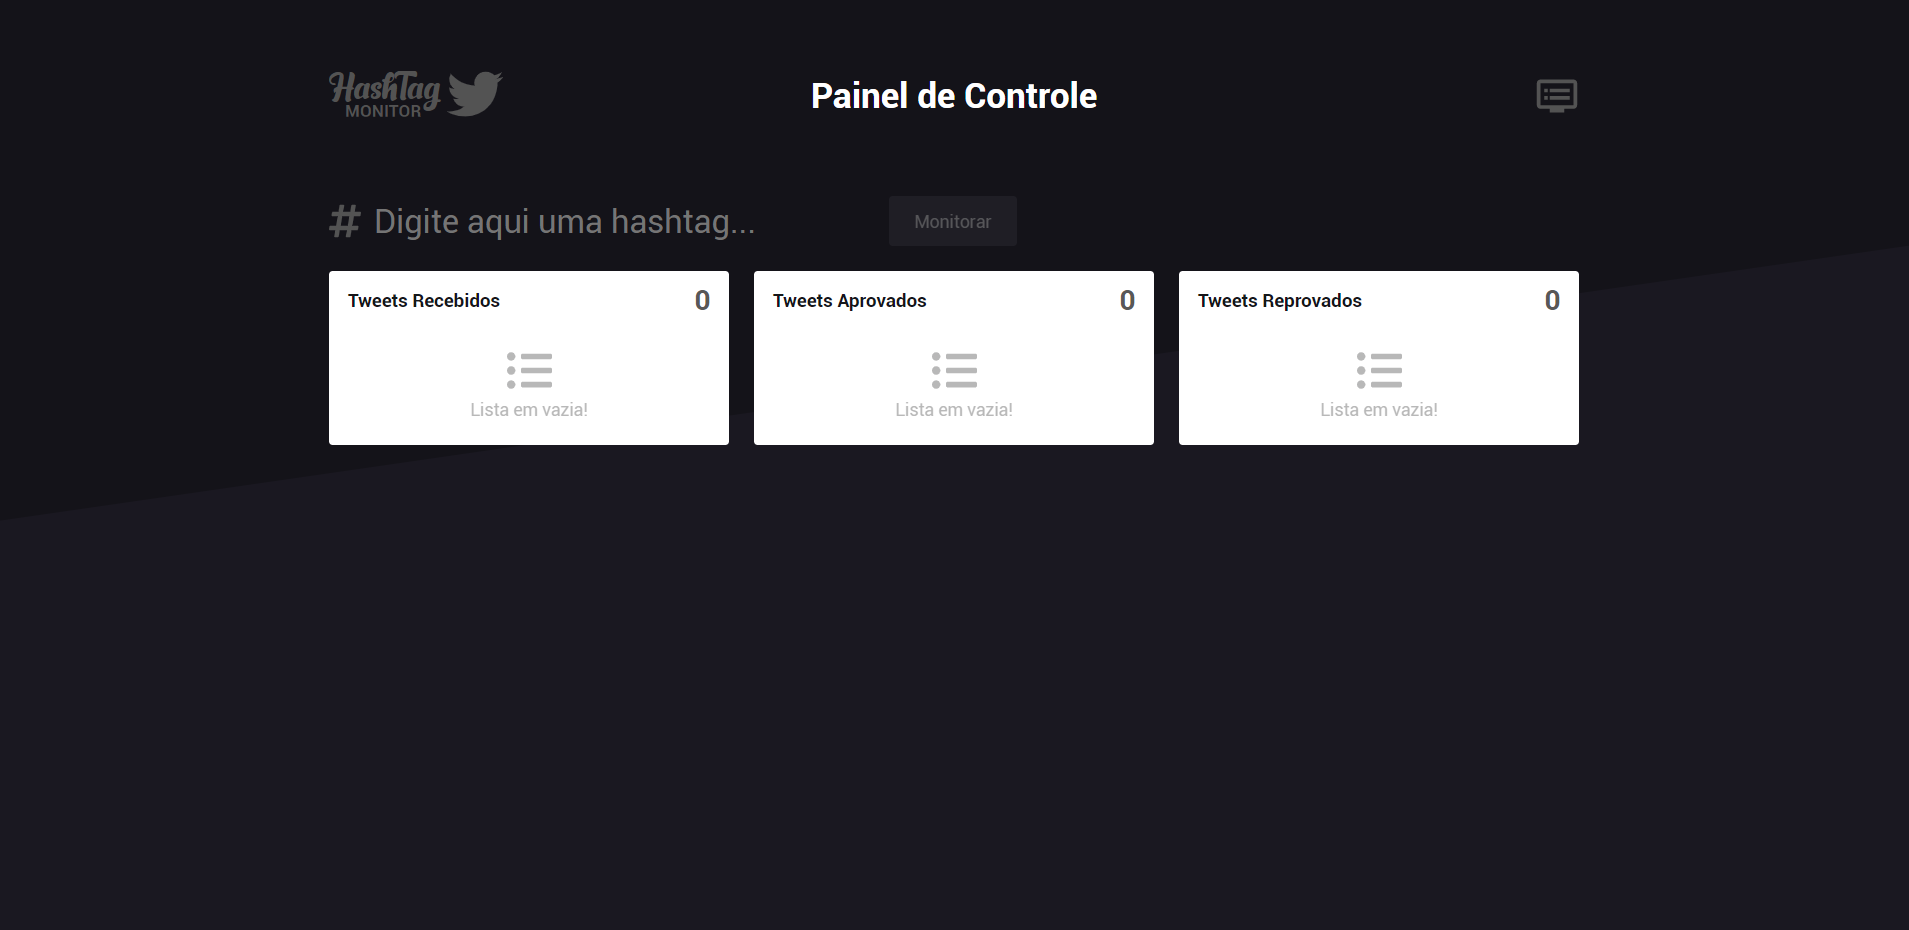 HashTag
MONITOR
Painel de Controle
# Digite aqui uma hashtag...
Monitorar
Tweets Recebidos 0
Lista em vazia!
Tweets Aprovados 0
Lista em vazia!
Tweets Reprovados 0
Lista em vazia!